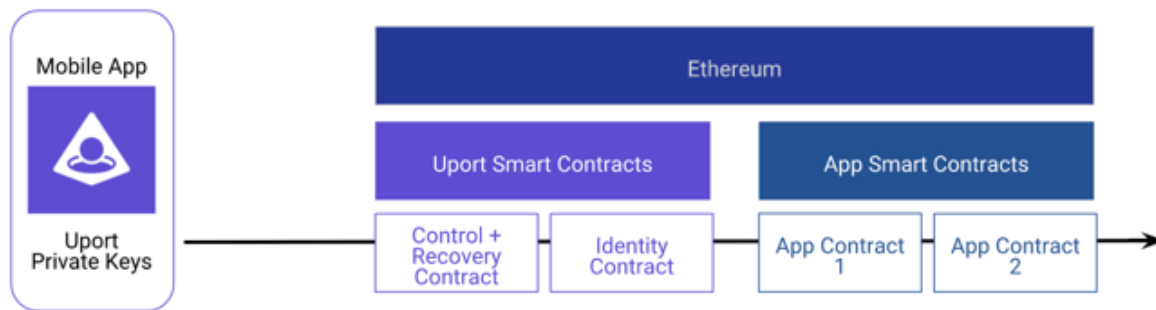 Mobile App
Uport
Private Keys
Ethereum
Uport Smart Contracts
App Smart Contracts
Control +
Recovery
Contract
Identity
Contract
App Contract
1
App Contract
2